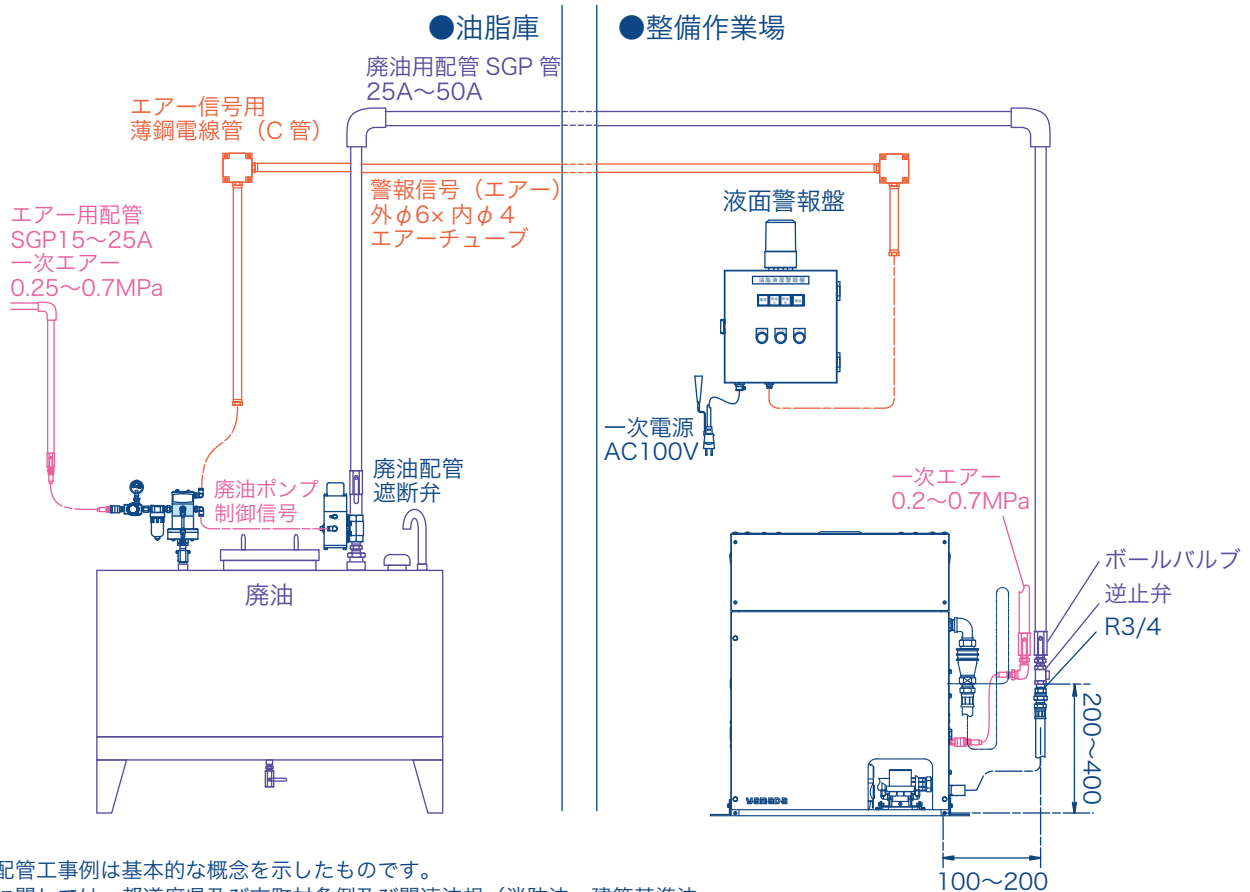 ●油脂庫
●整備作業場
廃油用配管 SGP 管
25A～50A
エアー信号用
薄鋼電線管（C 管）
警報信号（エアー）
外φ6× 内φ4
エアーチューブ
液面警報盤
エアー用配管
SGP15～25A
一次エアー
0.25～0.7MPa
一次電源
AC100V
廃油配管
遮断弁
廃油ポンプ
制御信号
一次エアー
0.2～0.7MPa
廃油
ボールバルブ
逆止弁
R3/4
200～400
yamada
100～200
配管工事例は基本的な概念を示したものです。